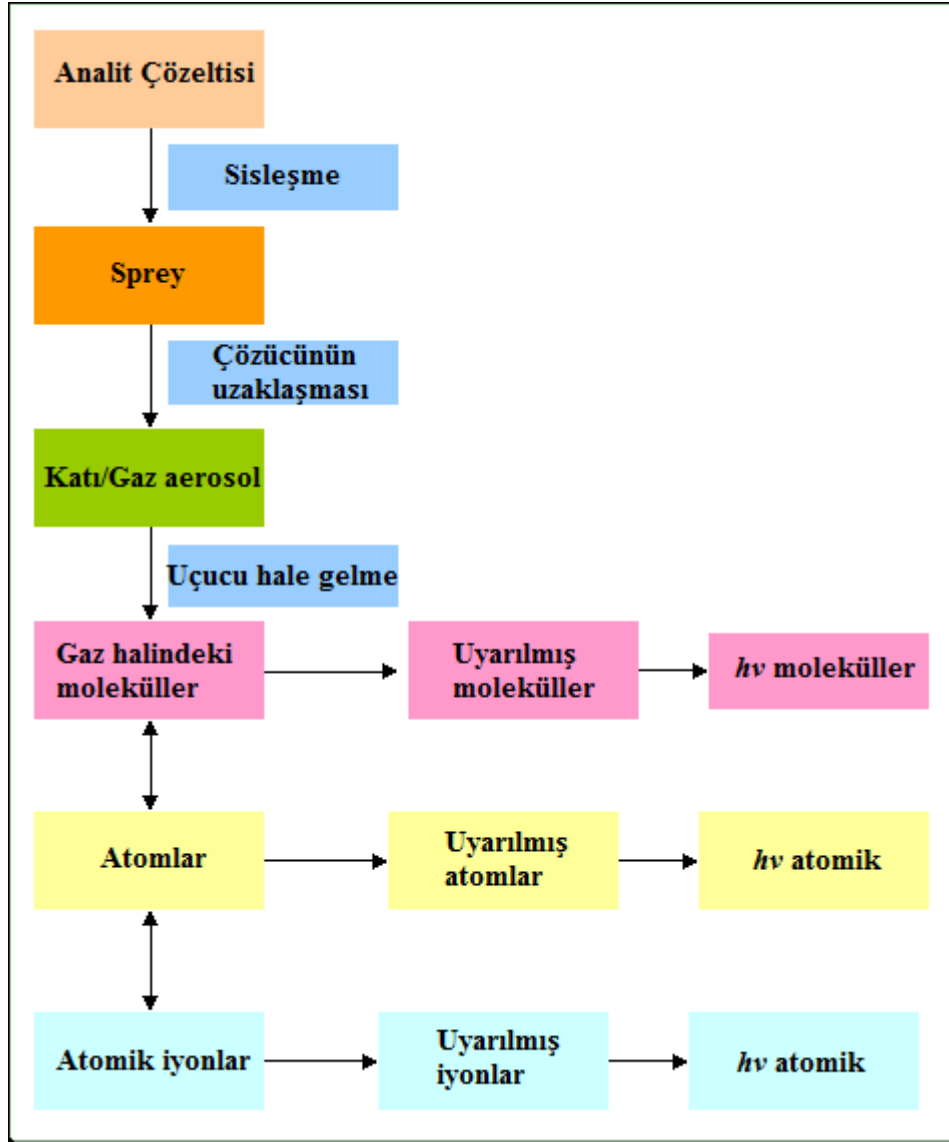 Analit Çözeltisi
Sisleşme
Sprey
Çözücünün
uzaklaşması
Katı/Gaz aerosol
Uçucu hale gelme
Gaz halindeki
moleküller
Uyarılmış
moleküller
hv moleküller
Atomlar
Uyarılmış
atomlar
hv atomik
Atomik iyonlar
Uyarılmış
iyonlar
hv atomik